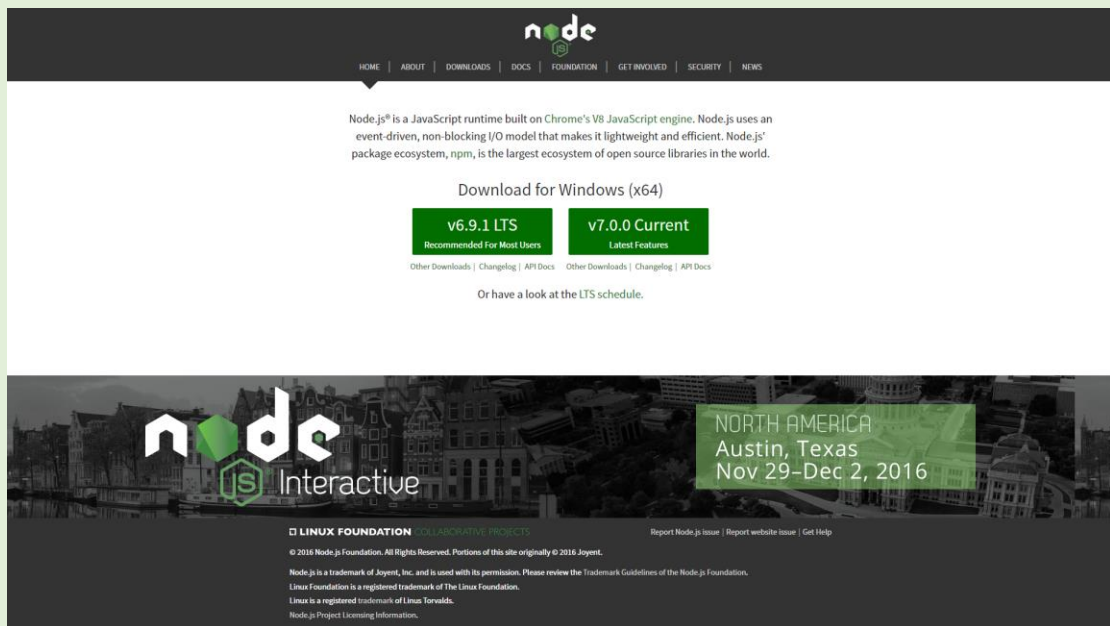 node
JS
HOME | ABOUT | DOWNLOADS | DOCS | FOUNDATION | GET INVOLVED | SECURITY | NEWS
Node.js® is a JavaScript runtime built on Chrome's V8 JavaScript engine. Node.js uses an
event-driven, non-blocking I/O model that makes it lightweight and efficient. Node.js'
package ecosystem, npm, is the largest ecosystem of open source libraries in the world.
Download for Windows (x64)
v6.9.1 LTS
Recommended For Most Users
v7.0.0 Current
Latest Features
Other Downloads | Changelog | API Docs
Other Downloads | Changelog | API Docs
Or have a look at the LTS schedule.
node
JS
Interactive
NORTH AMERICA
Austin, Texas
Nov 29–Dec 2, 2016
LINUX FOUNDATION COLLABORATIVE PROJECTS
Report Node.js issue | Report website issue | Get Help
© 2016 Node.js Foundation. All Rights Reserved. Portions of this site originally © 2016 Joyent.
Node.js is a trademark of Joyent, Inc. and is used with its permission. Please review the Trademark Guidelines of the Node.js Foundation.
Linux Foundation is a registered trademark of The Linux Foundation.
Linux is a registered trademark of Linus Torvalds.
Node.js Project Licensing Information.